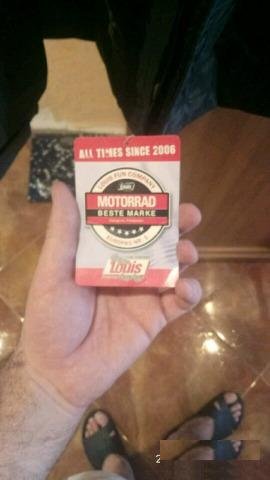 ALL TIMES SINCE 2006
LOUIS FUN COMPANY
Louis
MOTORRAD
BESTE MARKE
EUROPAS NR. 1
Louis